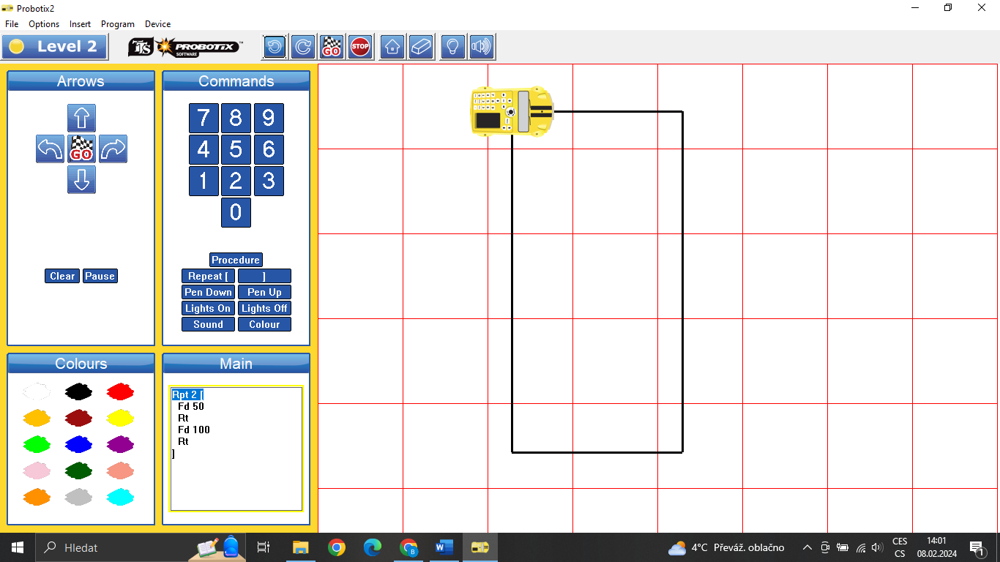 Probotix2
File Options Insert Program Device
Level 2
TTS PROBOTIX™
SOFTWARE
GO STOP
Arrows
GO
Clear Pause
Commands
7 8 9
4 5 6
1 2 3
0
Procedure
Repeat [ ]
Pen Down Pen Up
Lights On Lights Off
Sound Colour
Colours
Main
Rpt 2 [
Fd 50
Rt
Fd 100
Rt
]
Hledat
4°C Převáž. oblačno
CES
CS
14:01
08.02.2024
1